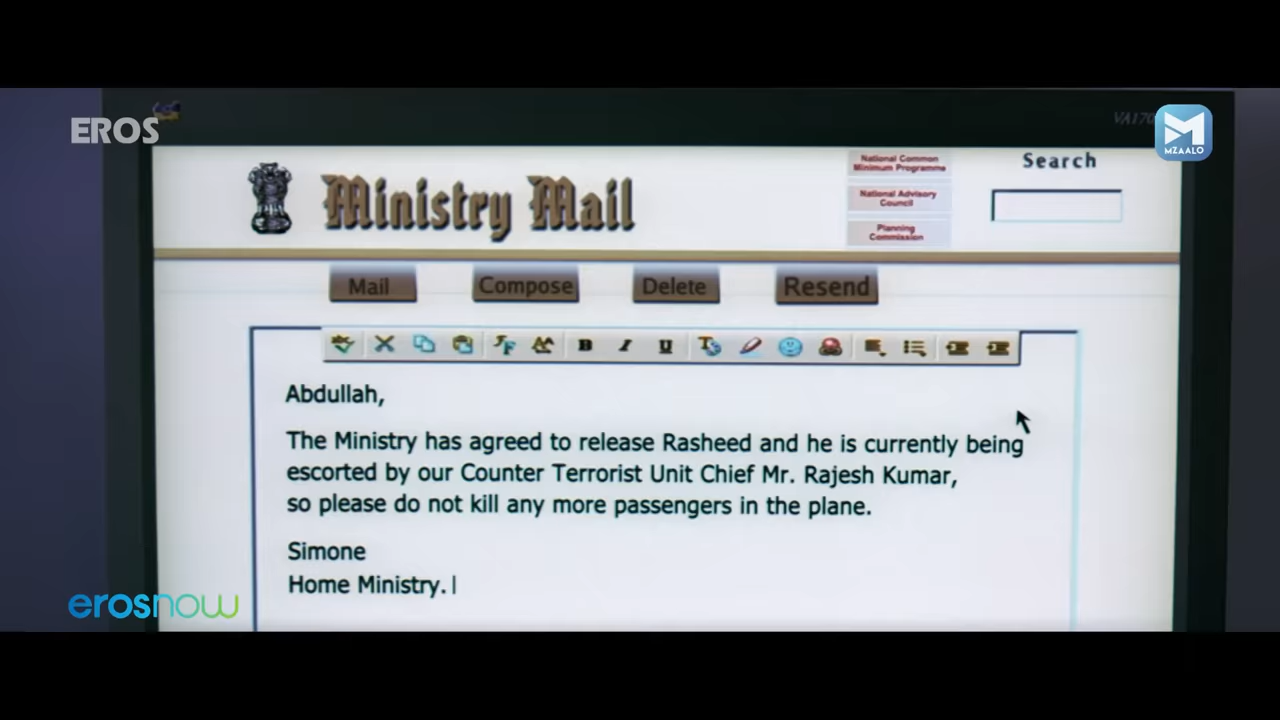 EROS
VA170
MZAALO
Ministry Mail
National Common
Minimum Programme
National Advisory
Council
Planning
Commission
Search
Mail
Compose
Delete
Resend
B I U
Abdullah,
The Ministry has agreed to release Rasheed and he is currently being
escorted by our Counter Terrorist Unit Chief Mr. Rajesh Kumar,
so please do not kill any more passengers in the plane.
Simone
Home Ministry.
erosnow